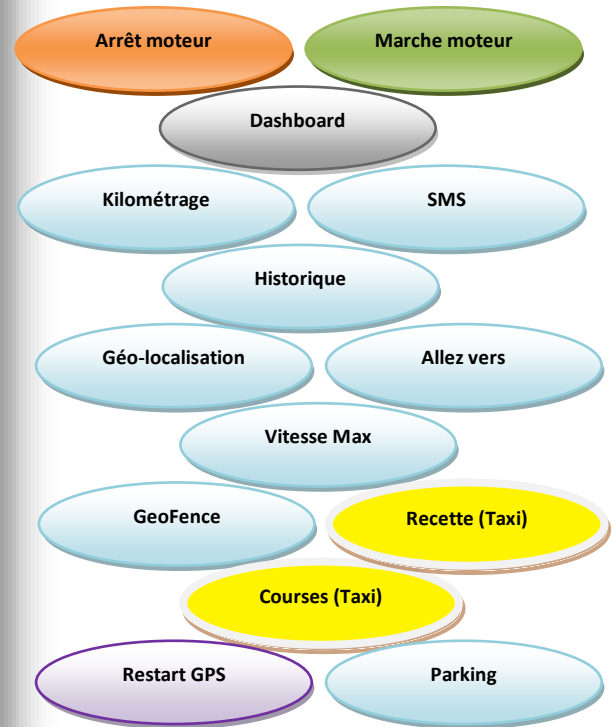 Arrêt moteur
Marche moteur
Dashboard
Kilométrage
SMS
Historique
Géo-localisation
Allez vers
Vitesse Max
GeoFence
Recette (Taxi)
Courses (Taxi)
Restart GPS
Parking